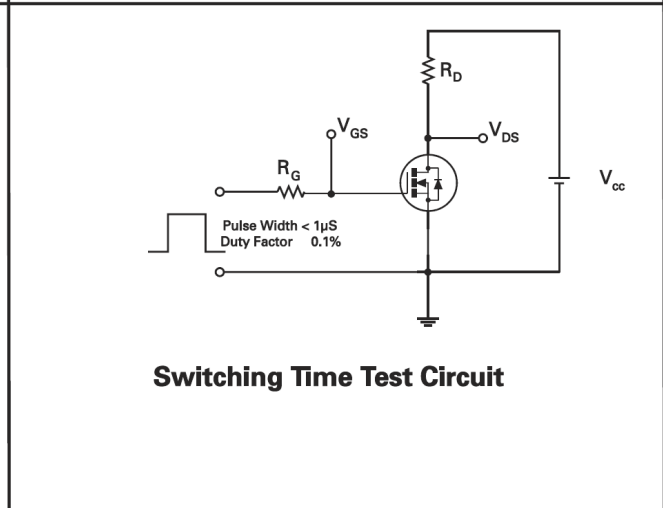 R_D
V_GS
V_DS
R_G
V_cc
Pulse Width < 1µS
Duty Factor 0.1%
Switching Time Test Circuit